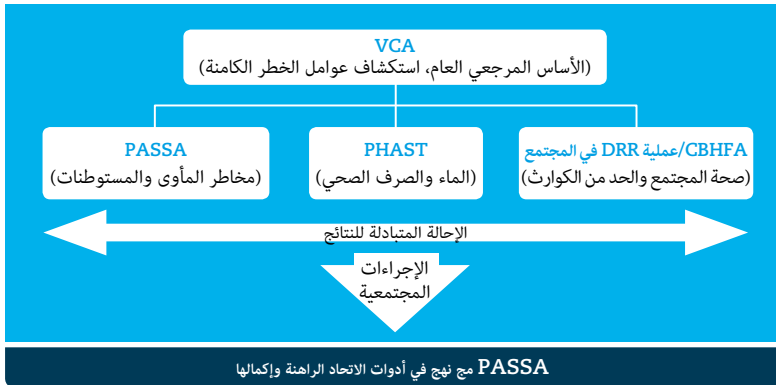 VCA
(الأساس المرجعي العام، استكشاف عوامل الخطر الكامنة)
CBHFA/عملية DRR في المجتمع
(صحة المجتمع والحد من الكوارث)
PHAST
(الماء والصرف الصحي)
PASSA
(مخاطر المأوى والمستوطنات)
الإحالة المتبادلة للنتائج
الإجراءات
المجتمعية
PASSA مج نهج في أدوات الاتحاد الراهنة وإكمالها